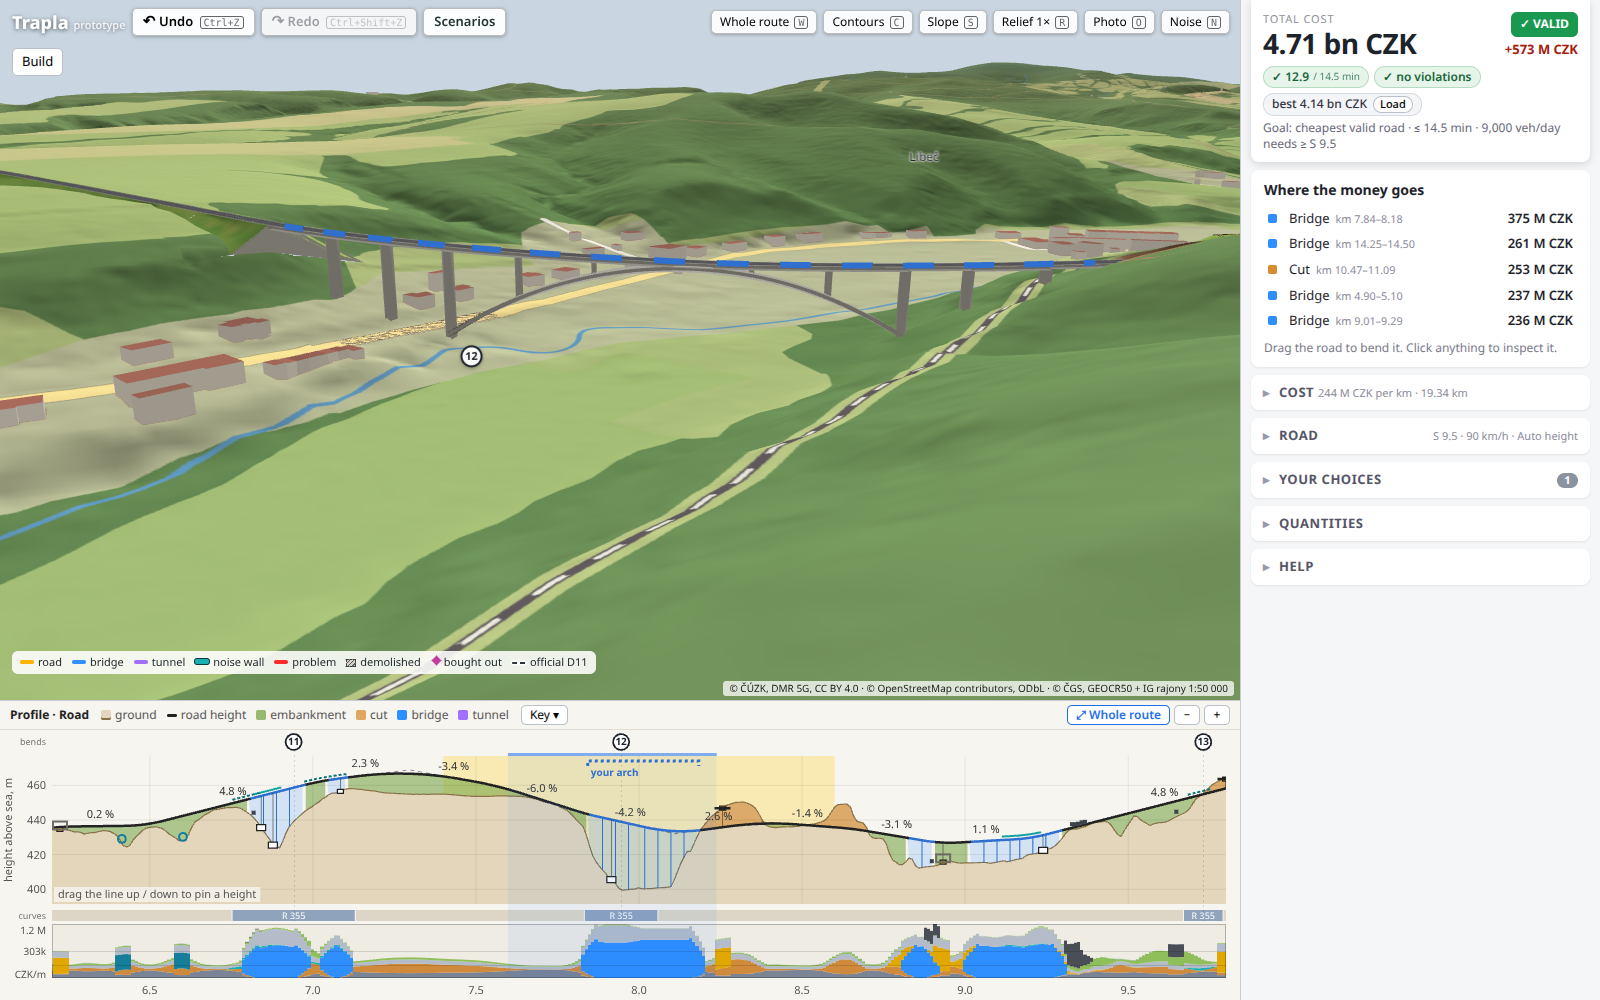 Trapla prototype
↶ Undo Ctrl+Z
↷ Redo Ctrl+Shift+Z
Scenarios
Whole route W
Contours C
Slope S
Relief 1× R
Photo O
Noise N
Build
Libeč
12
road
bridge
tunnel
noise wall
problem
demolished
bought out
official D11
© ČÚZK, DMR 5G, CC BY 4.0 · © OpenStreetMap contributors, ODbL · © ČGS, GEOCR50 + IG rajony 1:50 000
TOTAL COST
4.71 bn CZK
✓ VALID
+573 M CZK
✓ 12.9 / 14.5 min
✓ no violations
best 4.14 bn CZK Load
Goal: cheapest valid road · ≤ 14.5 min · 9,000 veh/day
needs ≥ S 9.5
Where the money goes
Bridge km 7.84–8.18 375 M CZK
Bridge km 14.25–14.50 261 M CZK
Cut km 10.47–11.09 253 M CZK
Bridge km 4.90–5.10 237 M CZK
Bridge km 9.01–9.29 236 M CZK
Drag the road to bend it. Click anything to inspect it.
▶ COST 244 M CZK per km · 19.34 km
▶ ROAD S 9.5 · 90 km/h · Auto height
▶ YOUR CHOICES 1
▶ QUANTITIES
▶ HELP
Profile · Road
ground
road height
embankment
cut
bridge
tunnel
Key ▾
⤢ Whole route
−
+
bends
11
12
13
height above sea, m
460
440
420
400
0.2 %
4.8 %
2.3 %
-3.4 %
-6.0 %
your arch
-4.2 %
2.6 %
-1.4 %
-3.1 %
1.1 %
4.8 %
drag the line up / down to pin a height
curves
R 355
R 355
R 355
1.2 M
303k
CZK/m
6.5
7.0
7.5
8.0
8.5
9.0
9.5